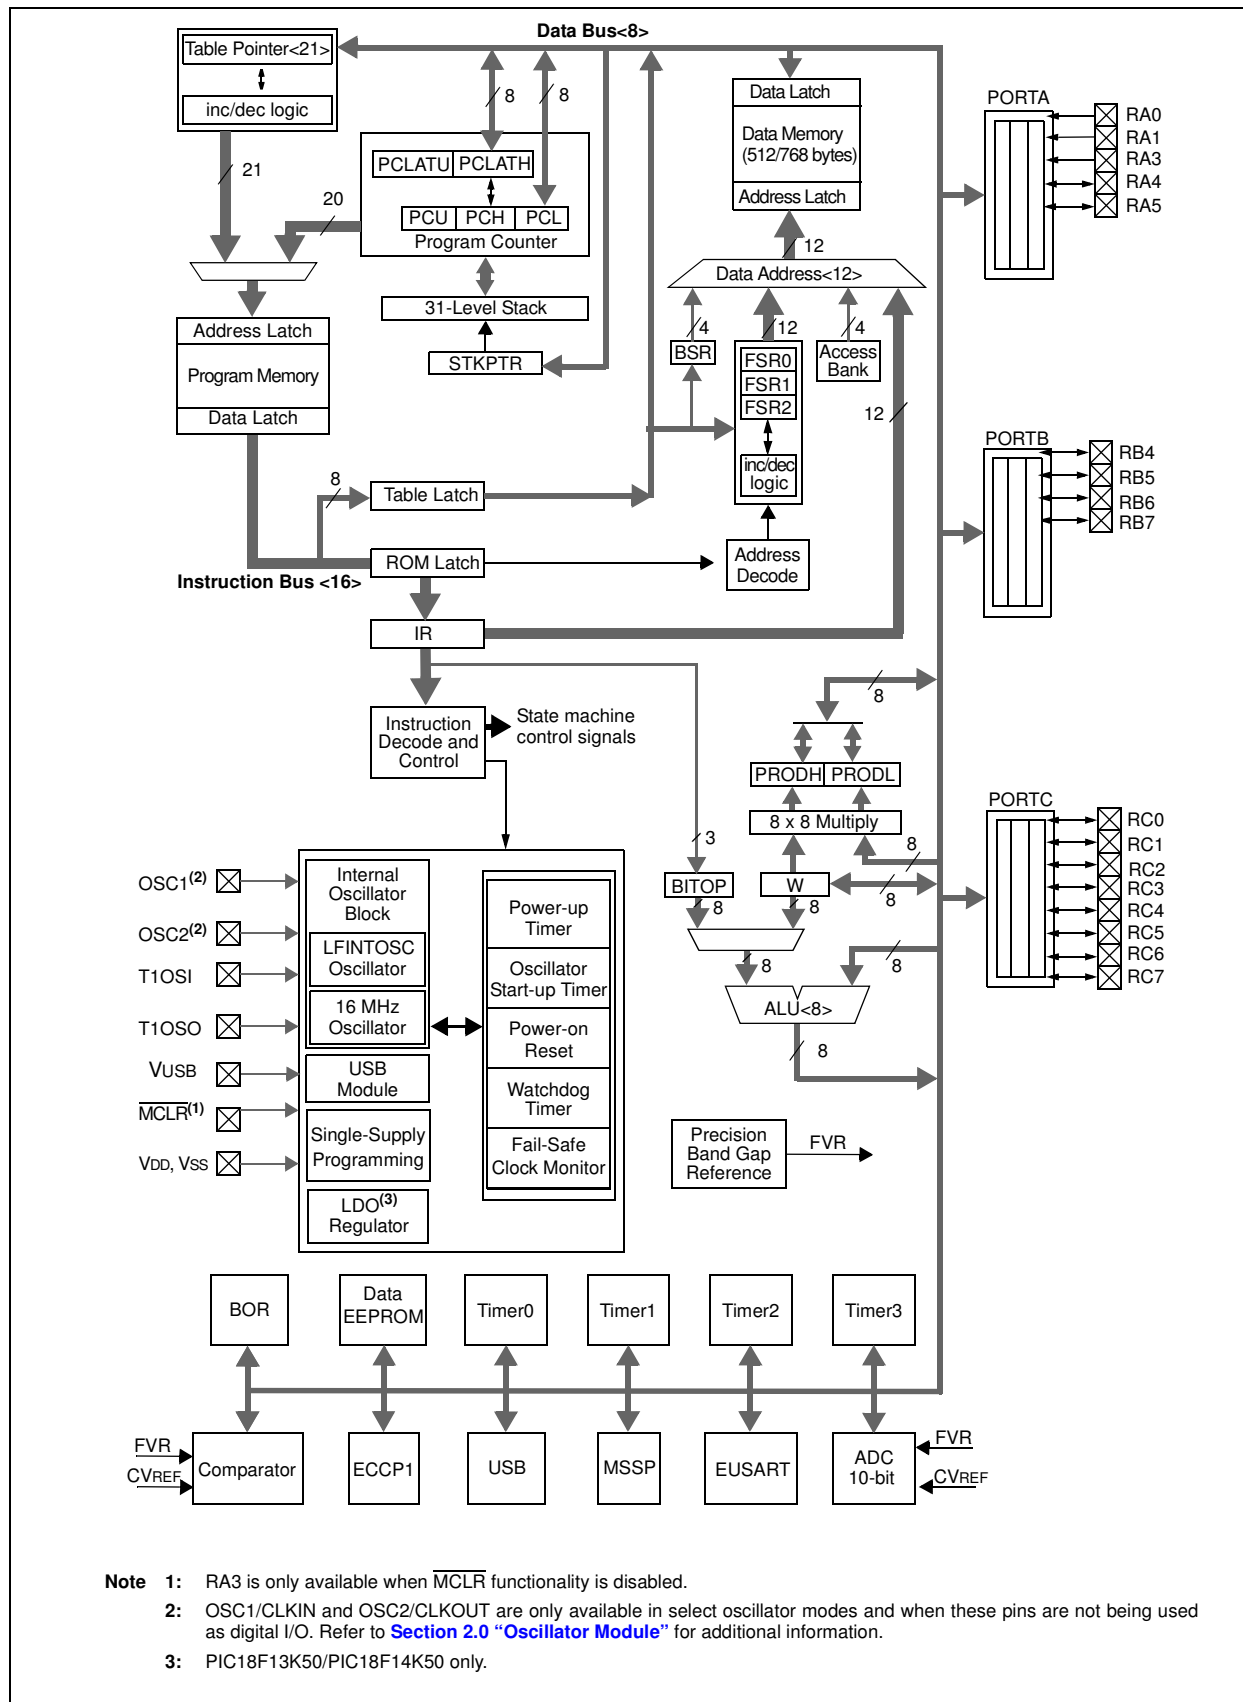 Data Bus<8>
Table Pointer<21>
inc/dec logic
21
20
8
8
PCLATU PCLATH
PCU PCH PCL
Program Counter
31-Level Stack
STKPTR
Address Latch
Program Memory
Data Latch
Data Latch
Data Memory
(512/768 bytes)
Address Latch
12
Data Address<12>
4
12
4
BSR
FSR0
FSR1
FSR2
inc/dec
logic
Access
Bank
12
Address
Decode
8
Table Latch
ROM Latch
Instruction Bus <16>
IR
Instruction
Decode and
Control
State machine
control signals
8
PRODH PRODL
8 x 8 Multiply
3
8
BITOP
W
8
8
8
8
8
ALU<8>
8
PORTA
RA0
RA1
RA3
RA4
RA5
PORTB
RB4
RB5
RB6
RB7
PORTC
RC0
RC1
RC2
RC3
RC4
RC5
RC6
RC7
OSC1(2)
OSC2(2)
T1OSI
T1OSO
VUSB
MCLR(1)
VDD, VSS
Internal
Oscillator
Block
LFINTOSC
Oscillator
16 MHz
Oscillator
USB
Module
Single-Supply
Programming
LDO(3)
Regulator
Power-up
Timer
Oscillator
Start-up Timer
Power-on
Reset
Watchdog
Timer
Fail-Safe
Clock Monitor
Precision
Band Gap
Reference
FVR
BOR
Data
EEPROM
Timer0
Timer1
Timer2
Timer3
FVR
CVREF
Comparator
ECCP1
USB
MSSP
EUSART
ADC
10-bit
FVR
CVREF
Note 1: RA3 is only available when MCLR functionality is disabled.
2: OSC1/CLKIN and OSC2/CLKOUT are only available in select oscillator modes and when these pins are not being used
as digital I/O. Refer to Section 2.0 “Oscillator Module” for additional information.
3: PIC18F13K50/PIC18F14K50 only.